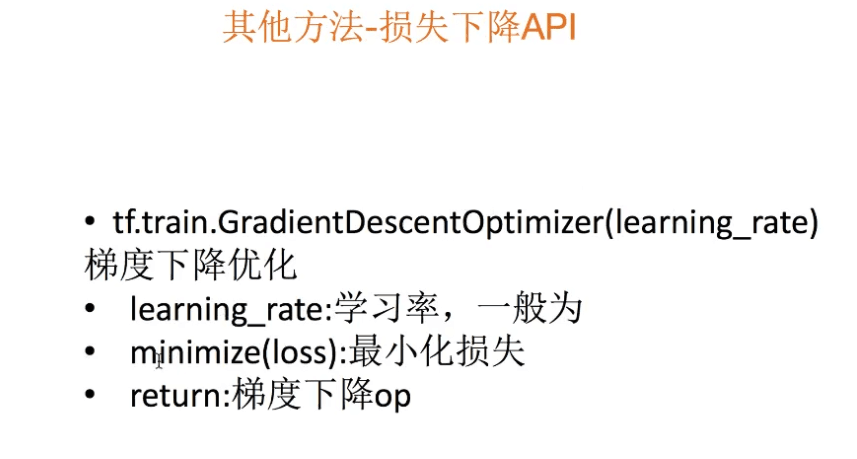 其他方法-损失下降API
• tf.train.GradientDescentOptimizer(learning_rate)
梯度下降优化
• learning_rate:学习率，一般为
• minimize(loss):最小化损失
• return:梯度下降op